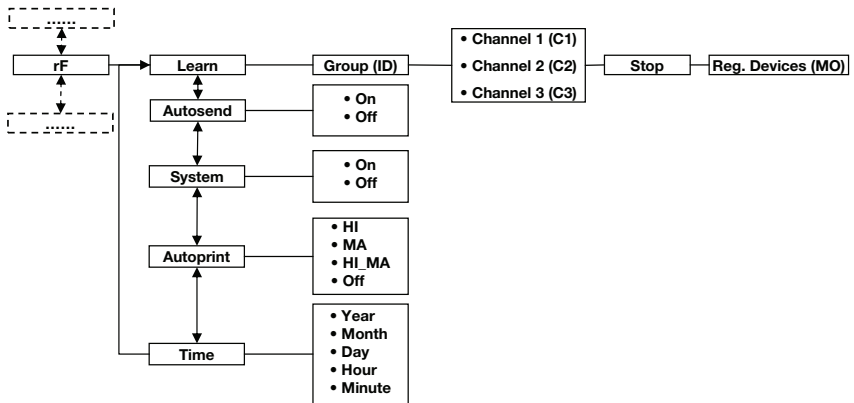 ......
rF
......
Learn
Group (ID)
• Channel 1 (C1)
• Channel 2 (C2)
• Channel 3 (C3)
Stop
Reg. Devices (MO)
Autosend
• On
• Off
System
• On
• Off
Autoprint
• HI
• MA
• HI_MA
• Off
Time
• Year
• Month
• Day
• Hour
• Minute